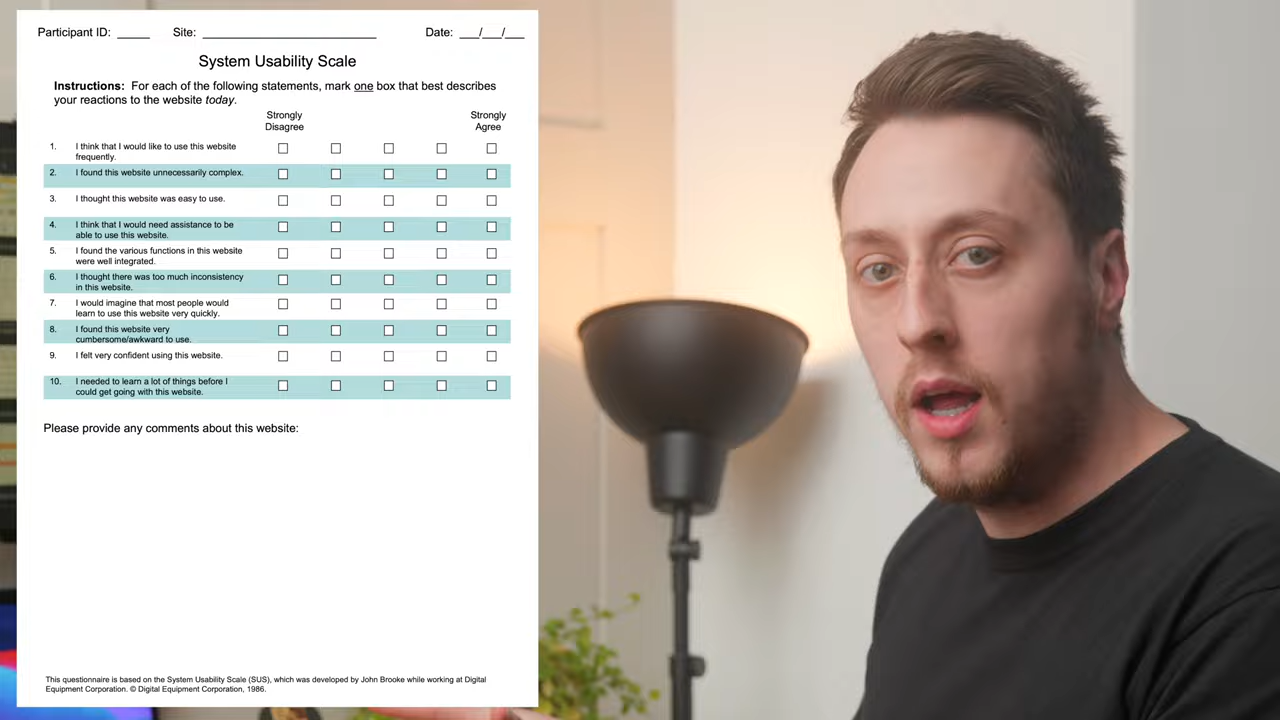 Participant ID: _____ Site: __________________________ Date: ___/___/___
System Usability Scale
Instructions: For each of the following statements, mark one box that best describes
your reactions to the website today.
Strongly
Disagree
Strongly
Agree
1. I think that I would like to use this website
frequently.
2. I found this website unnecessarily complex.
3. I thought this website was easy to use.
4. I think that I would need assistance to be
able to use this website.
5. I found the various functions in this website
were well integrated.
6. I thought there was too much inconsistency
in this website.
7. I would imagine that most people would
learn to use this website very quickly.
8. I found this website very
cumbersome/awkward to use.
9. I felt very confident using this website.
10. I needed to learn a lot of things before I
could get going with this website.
Please provide any comments about this website:
This questionnaire is based on the System Usability Scale (SUS), which was developed by John Brooke while working at Digital
Equipment Corporation. © Digital Equipment Corporation, 1986.